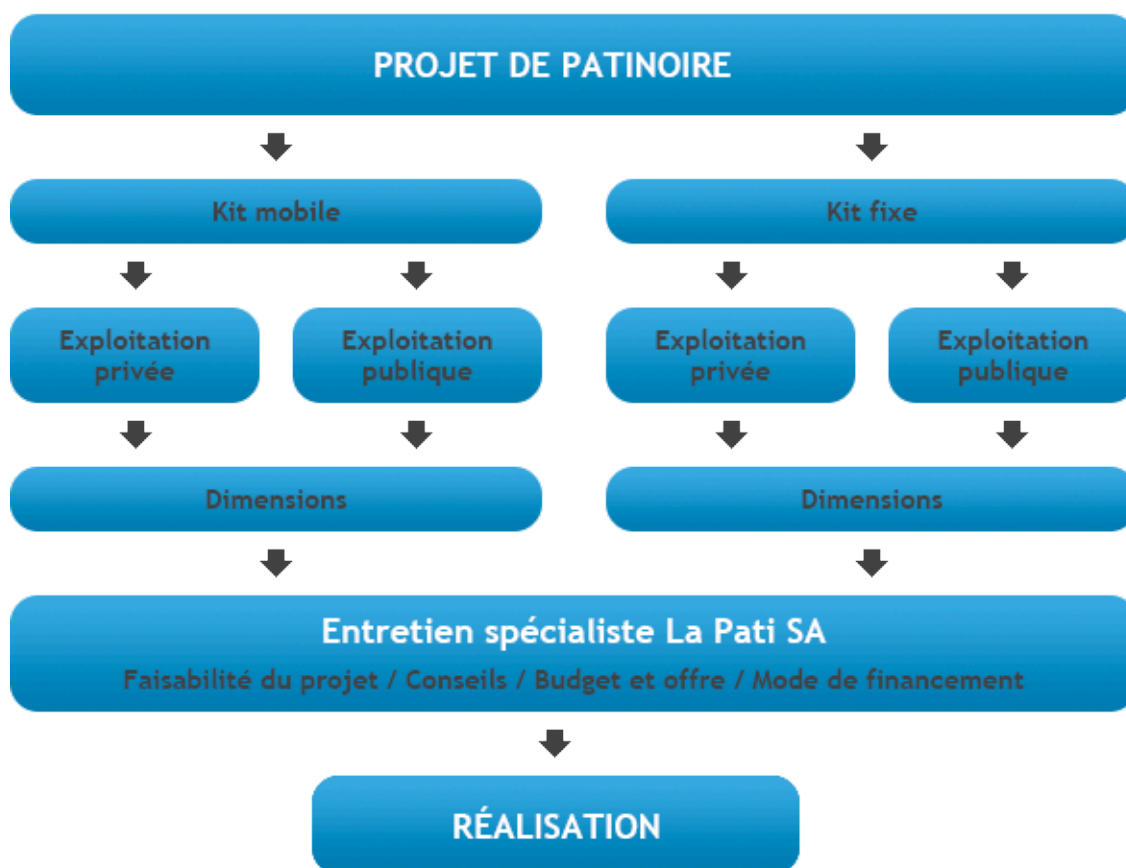 PROJET DE PATINOIRE
Kit mobile
Kit fixe
Exploitation
privée
Exploitation
publique
Exploitation
privée
Exploitation
publique
Dimensions
Dimensions
Entretien spécialiste La Pati SA
Faisabilité du projet / Conseils / Budget et offre / Mode de financement
RÉALISATION